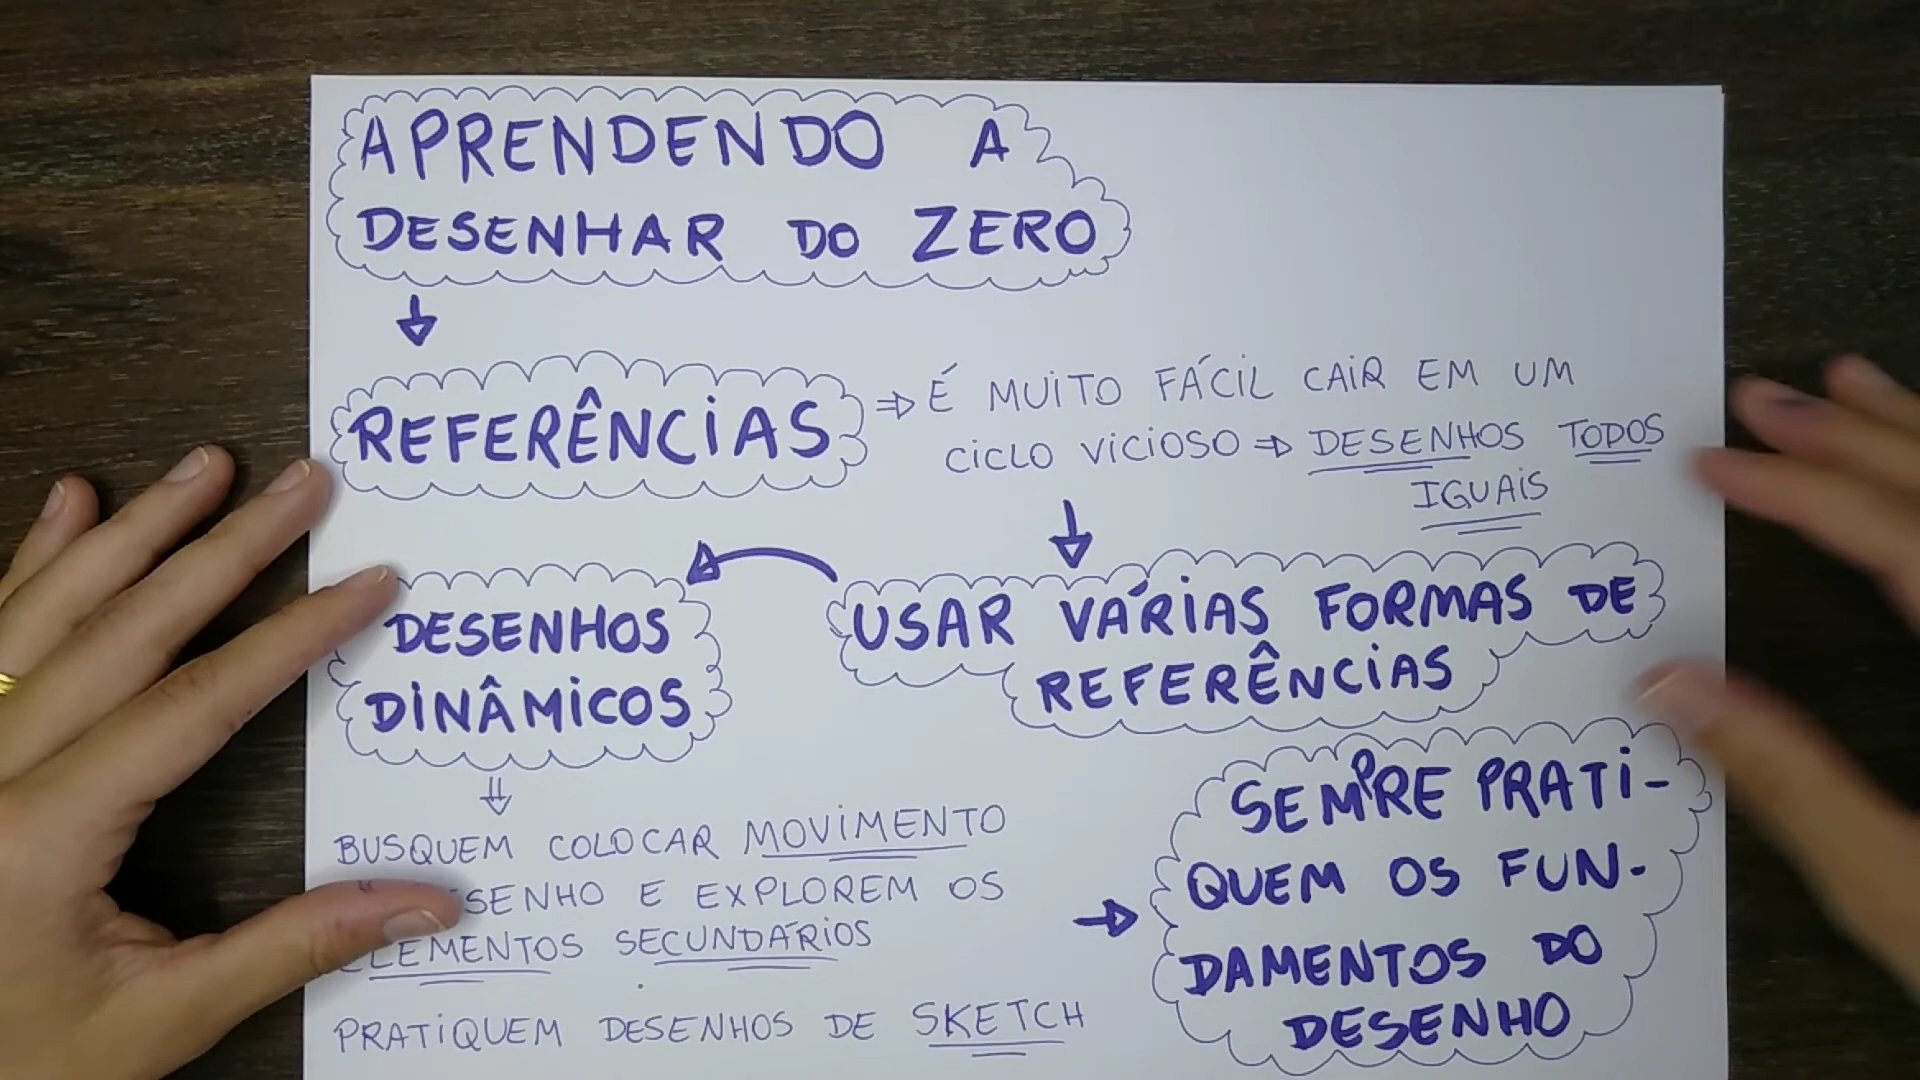 APRENDENDO A
DESENHAR DO ZERO
REFERÊNCIAS
⇒ É MUITO FÁCIL CAIR EM UM
CICLO VICIOSO ⇒ DESENHOS TODOS
IGUAIS
USAR VÁRIAS FORMAS DE
REFERÊNCIAS
DESENHOS
DINÂMICOS
BUSQUEM COLOCAR MOVIMENTO
E EXPLOREM OS
ELEMENTOS SECUNDÁRIOS
PRATIQUEM DESENHOS DE SKETCH
SEMPRE PRATI-
QUEM OS FUN-
DAMENTOS DO
DESENHO